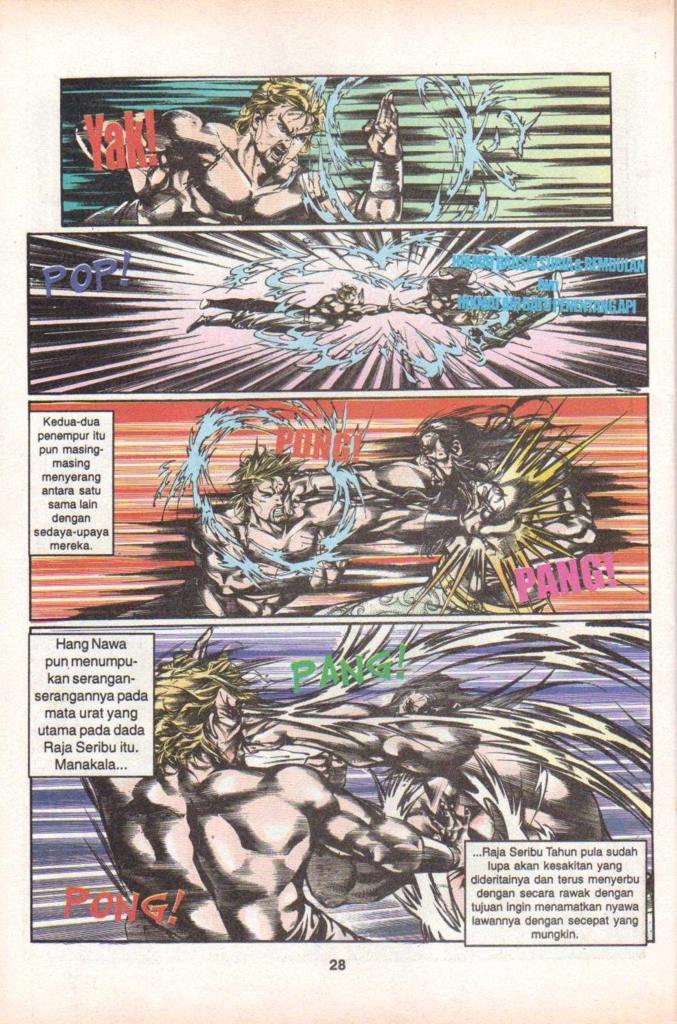 Yak!
POP!
SURIA & REMBULAN
API
Kedua-dua
penempur itu
pun masing-
masing
menyerang
antara satu
sama lain
dengan
sedaya-upaya
mereka.
PONG!
PANG!
Hang Nawa
pun menumpu-
kan serangan-
serangannya pada
mata urat yang
utama pada dada
Raja Seribu itu.
Manakala...
PANG!
PONG!
...Raja Seribu Tahun pula sudah
lupa akan kesakitan yang
dideritainya dan terus menyerbu
dengan secara rawak dengan
tujuan ingin menamatkan nyawa
lawannya dengan secepat yang
mungkin.
28